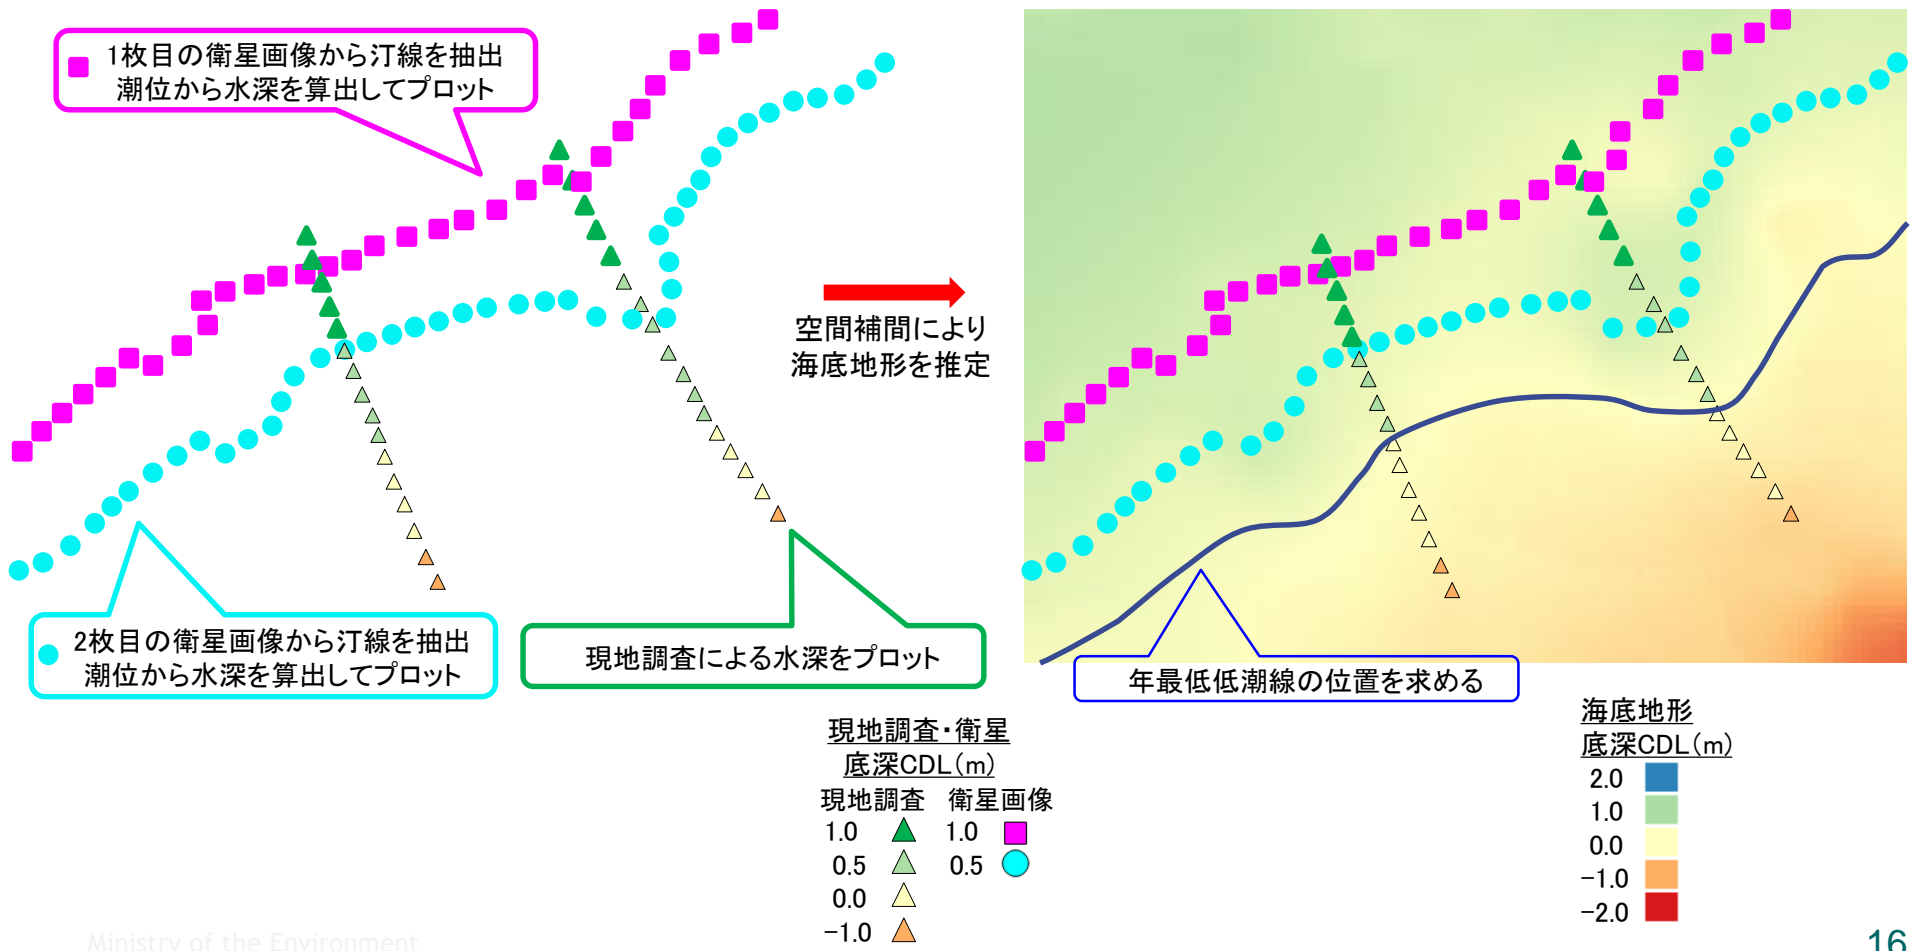 1枚目の衛星画像から汀線を抽出
潮位から水深を算出してプロット
空間補間により
海底地形を推定
2枚目の衛星画像から汀線を抽出
潮位から水深を算出してプロット
現地調査による水深をプロット
年最低低潮線の位置を求める
現地調査・衛星
底深CDL(m)
現地調査 衛星画像
1.0 1.0
0.5 0.5
0.0
-1.0
海底地形
底深CDL(m)
2.0
1.0
0.0
-1.0
-2.0
Ministry of the Environment
16